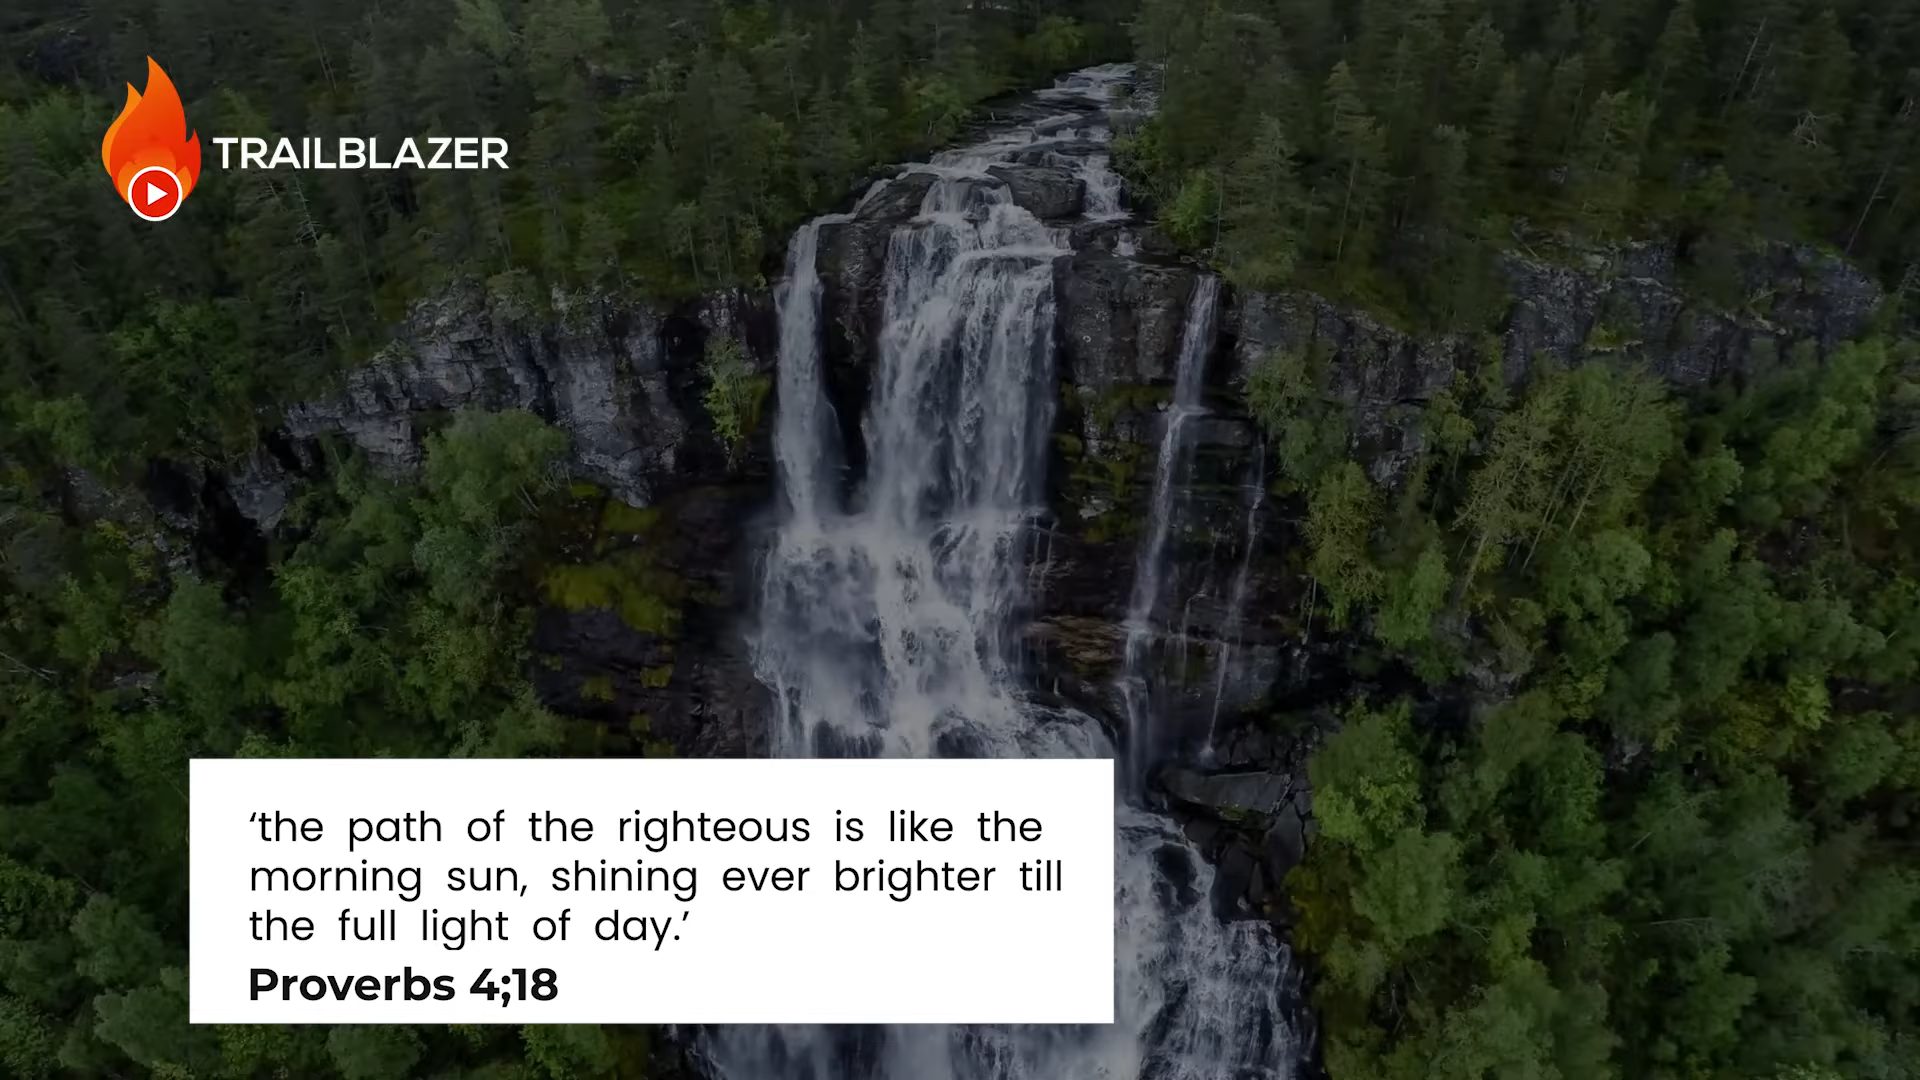 TRAILBLAZER
‘the path of the righteous is like the
morning sun, shining ever brighter till
the full light of day.’
Proverbs 4;18